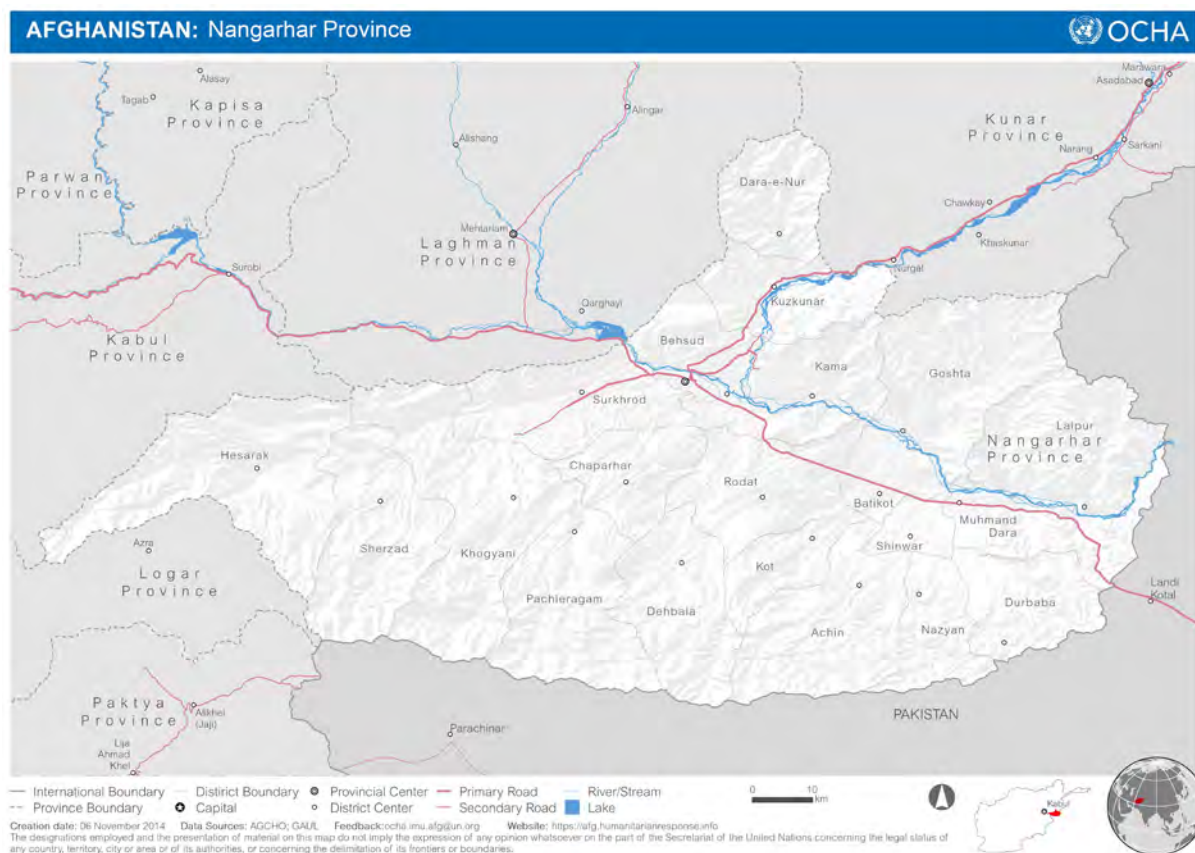 AFGHANISTAN: Nangarhar Province
OCHA
Alasay
Tagab
Kapisa
Province
Parwan
Province
Alishang
Alingar
Marawara
Asadabad
Kunar
Province
Narang
Sarkani
Dara-e-Nur
Chawkay
Khaskunar
Mehtarlam
Laghman
Province
Surobi
Nurgal
Qarghayi
Kuzkunar
Kabul
Province
Behsud
Kama
Goshta
Surkhrod
Lalpur
Nangarhar
Province
Hesarak
Chaparhar
Rodat
Batikot
Muhmand
Dara
Sherzad
Khogyani
Shinwar
Azra
Logar
Province
Kot
Pachieragam
Dehbala
Durbaba
Landi
Kotal
Achin
Nazyan
Paktya
Province
Alikhel
(Jaji)
PAKISTAN
Parachinar
Lija
Ahmad
Khel
International Boundary District Boundary Provincial Center Primary Road River/Stream
Province Boundary Capital District Center Secondary Road Lake
0 10
km
Kabul
Creation date: 06 November 2014 Data Sources: AGCHO; GAUL Feedback:ocha.imu.afg@un.org Website: https://afg.humanitarianresponse.info
The designations employed and the presentation of material on this map do not imply the expression of any opinion whatsoever on the part of the Secretariat of the United Nations concerning the legal status of
any country, territory, city or area or of its authorities, or concerning the delimitation of its frontiers or boundaries.